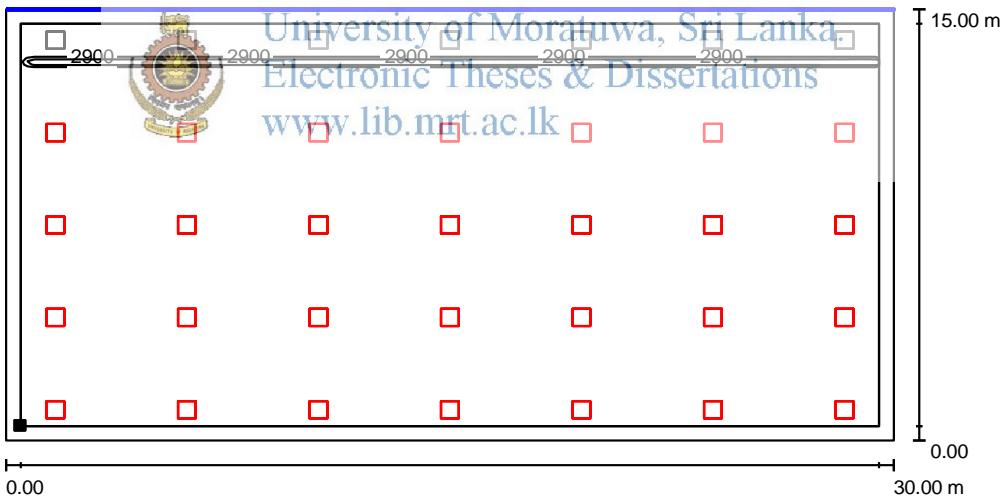 University of Moratuwa, Sri Lanka.
15.00 m
2900 2900 2900 2900 2900
Electronic Theses & Dissertations
www.lib.mrt.ac.lk
0.00
0.00 30.00 m